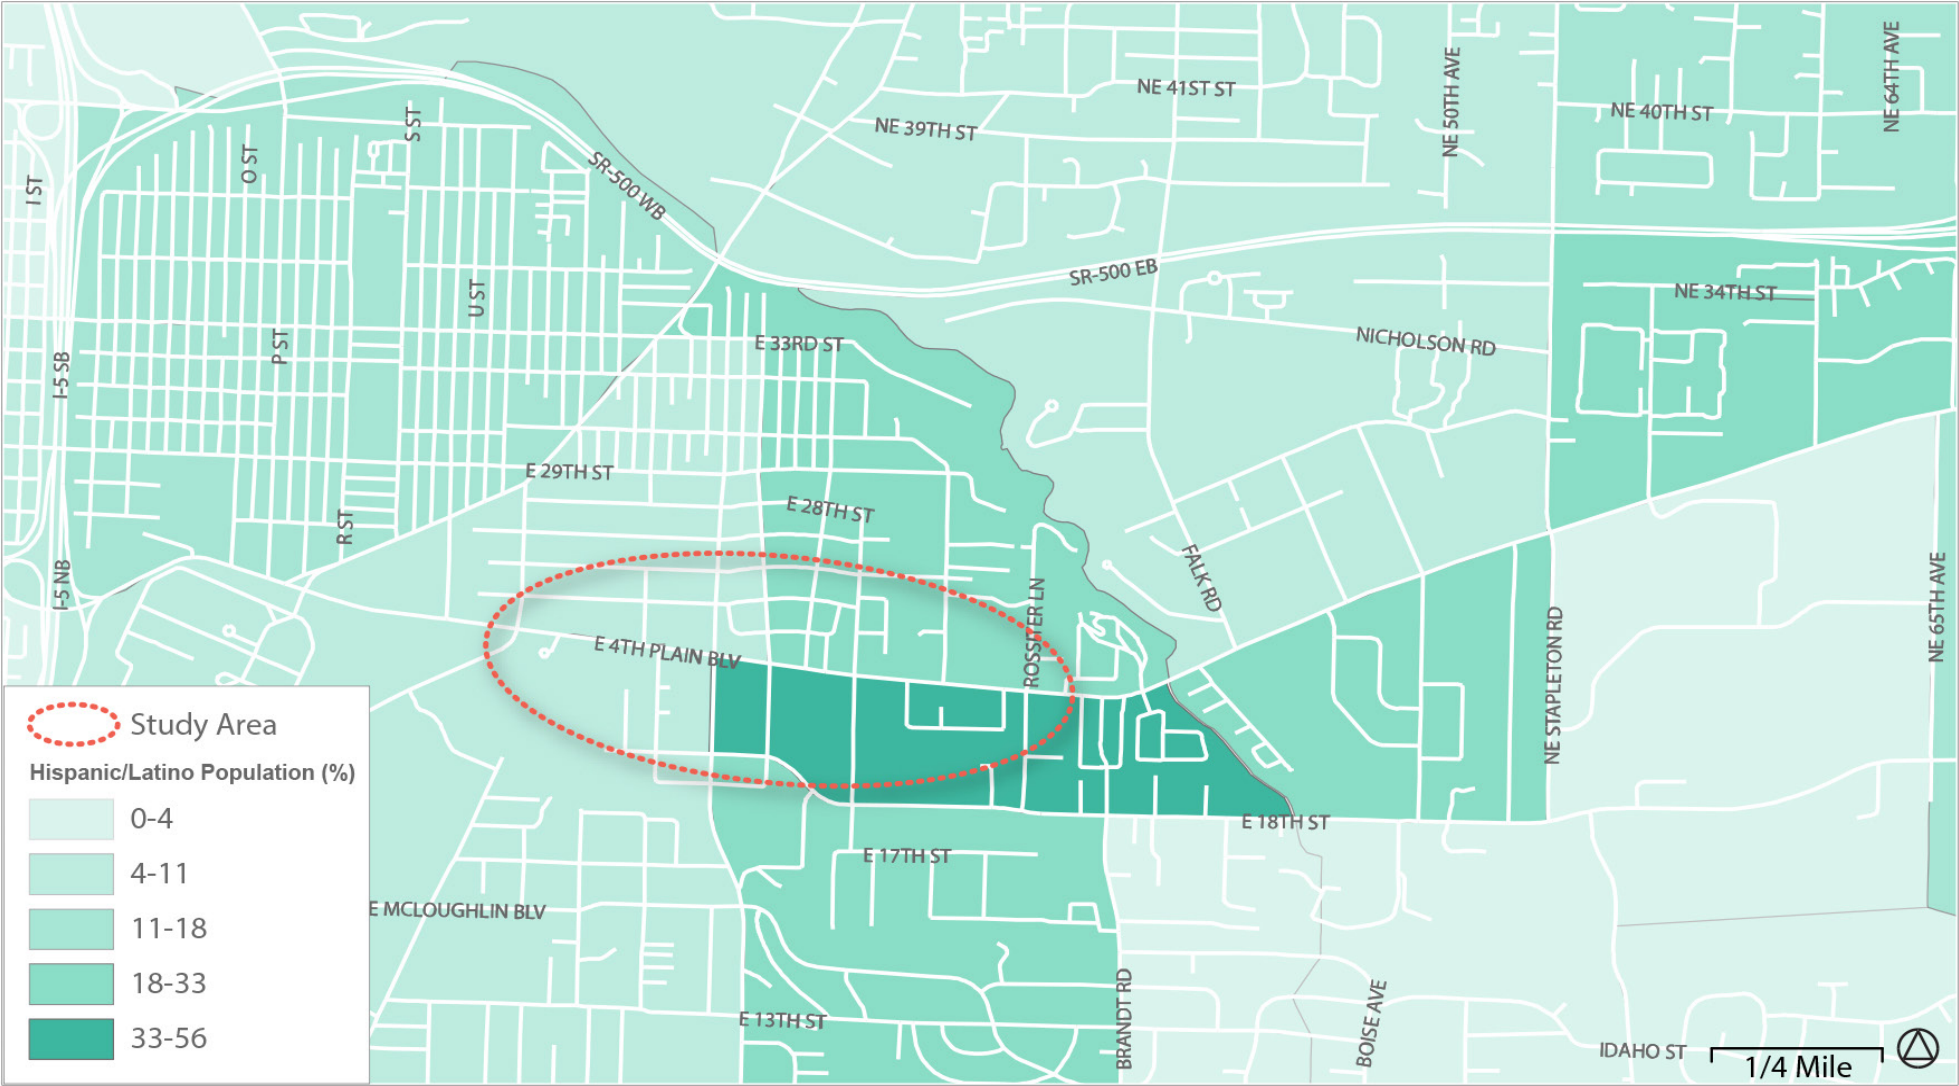 NE 41ST ST
NE 50TH AVE
NE 40TH ST
NE 64TH AVE
NE 39TH ST
S ST
O ST
I ST
SR-500 WB
SR-500 EB
NE 34TH ST
U ST
P ST
E 33RD ST
NICHOLSON RD
I-5 SB
E 29TH ST
E 28TH ST
R ST
I-5 NB
FALK RD
ROSSITER LN
NE 65TH AVE
E 4TH PLAIN BLV
NE STAPLETON RD
Study Area
Hispanic/Latino Population (%)
0-4
4-11
11-18
18-33
33-56
E 18TH ST
E 17TH ST
E MCLOUGHLIN BLV
E 13TH ST
BRANDT RD
BOISE AVE
IDAHO ST
1/4 Mile